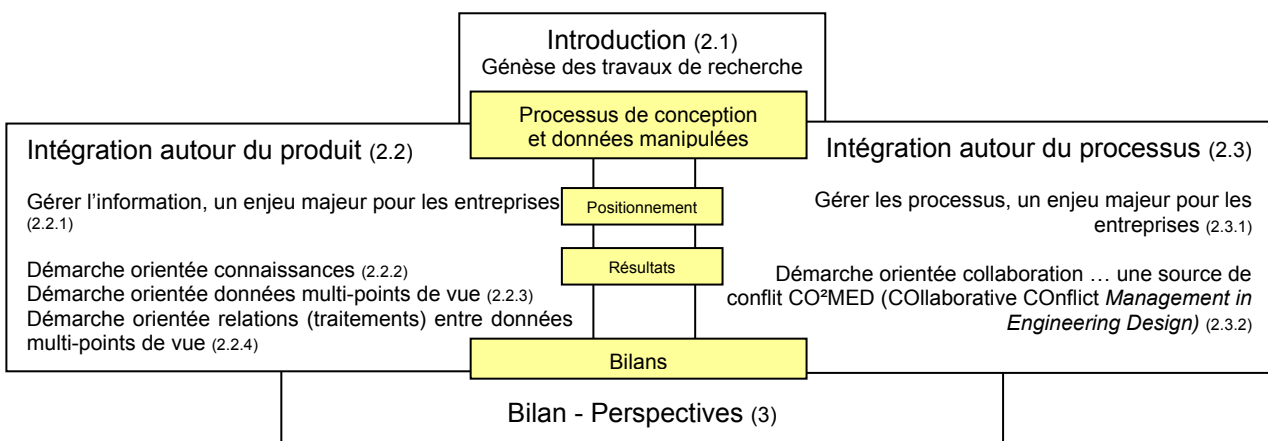 Introduction (2.1)
Génèse des travaux de recherche
Processus de conception
et données manipulées
Intégration autour du produit (2.2)
Gérer l’information, un enjeu majeur pour les entreprises
(2.2.1)
Démarche orientée connaissances (2.2.2)
Démarche orientée données multi-points de vue (2.2.3)
Démarche orientée relations (traitements) entre données
multi-points de vue (2.2.4)
Positionnement
Résultats
Intégration autour du processus (2.3)
Gérer les processus, un enjeu majeur pour les
entreprises (2.3.1)
Démarche orientée collaboration … une source de
conflit CO²MED (COllaborative COnflict Management in
Engineering Design) (2.3.2)
Bilans
Bilan - Perspectives (3)